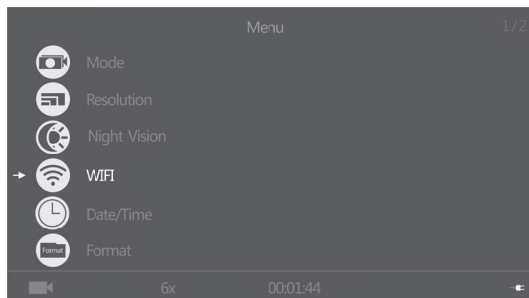 Menu
1/2
Mode
Resolution
Night Vision
WIFI
Date/Time
Format
Format
6x
00:01:44